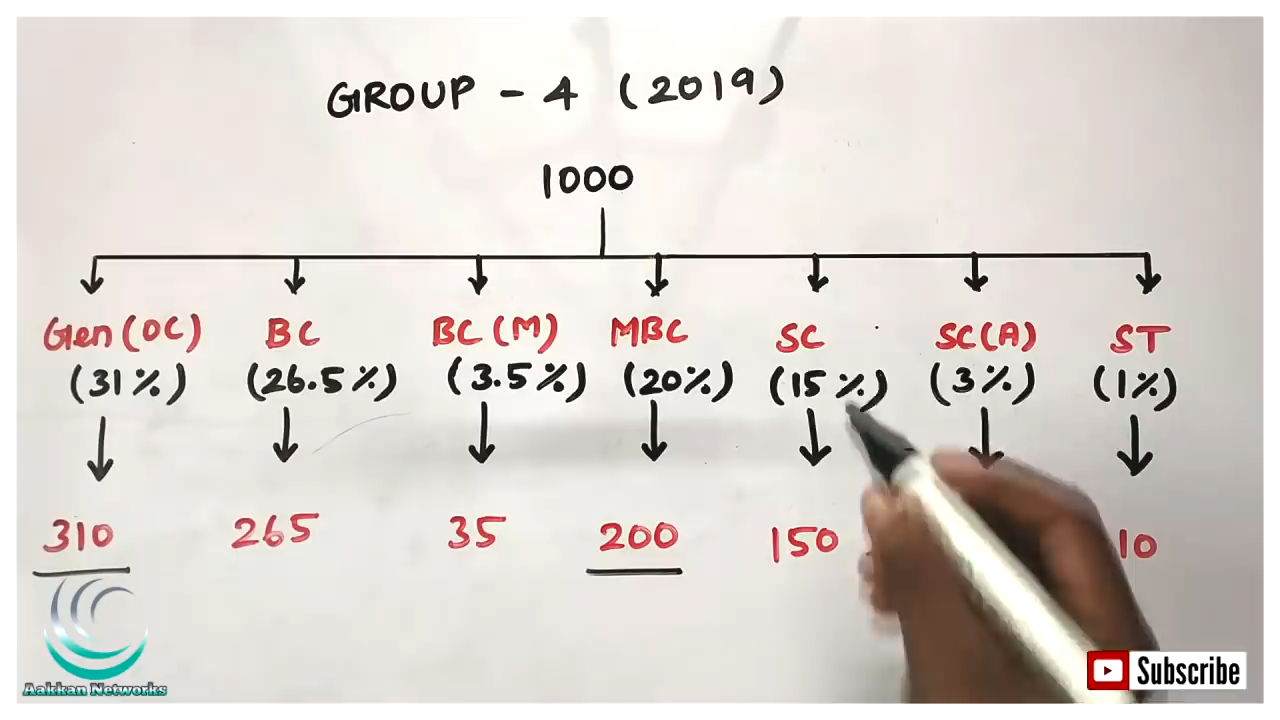 GROUP - 4 (2019)
1000
Gen(OC) BC BC(M) MBC SC SC(A) ST
(31%) (26.5%) (3.5%) (20%) (15%) (3%) (1%)
310 265 35 200 150 10
Aakkan Networks
Subscribe